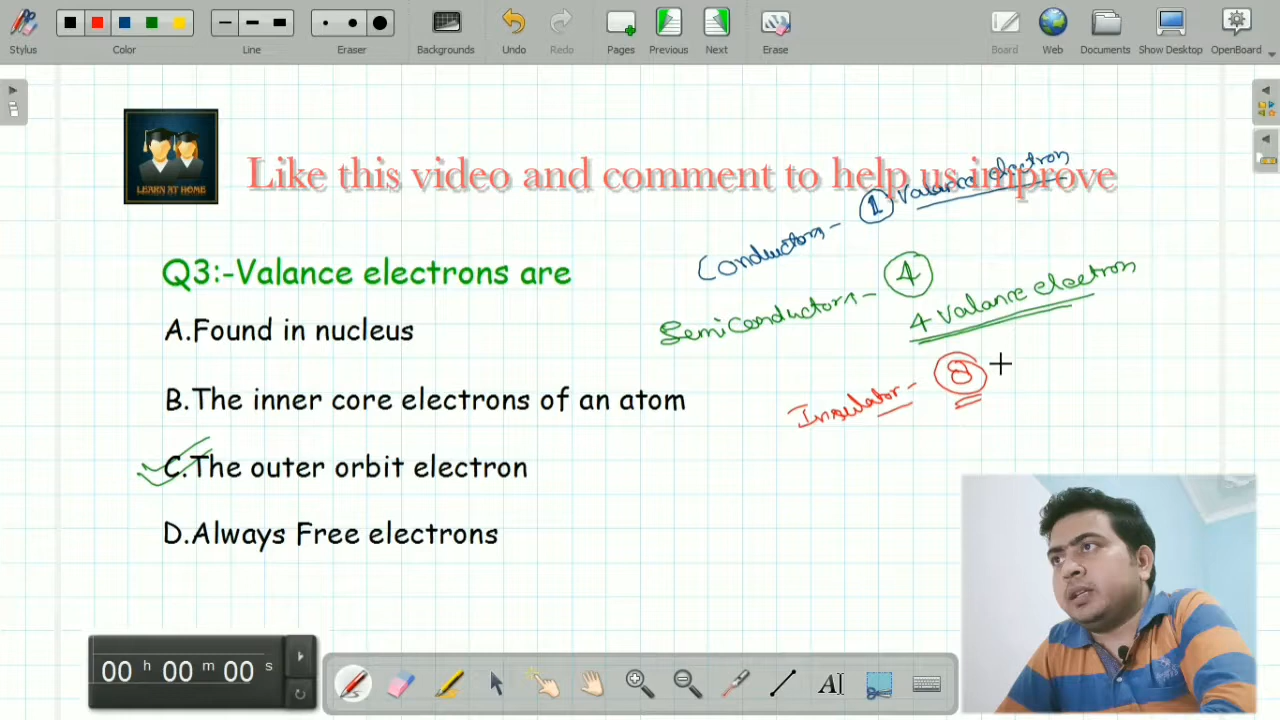 Stylus
Color
Line
Eraser
Backgrounds
Undo
Redo
Pages
Previous
Next
Erase
Board
Web
Documents
Show Desktop
OpenBoard
LEARN AT HOME
Like this video and comment to help us improve
Conductors - 1 Valance electron
Q3:-Valance electrons are
Semiconductors - 4
4 valance electron
A.Found in nucleus
Insulator - 8
B.The inner core electrons of an atom
C.The outer orbit electron
D.Always Free electrons
00 h 00 m 00 s
AI